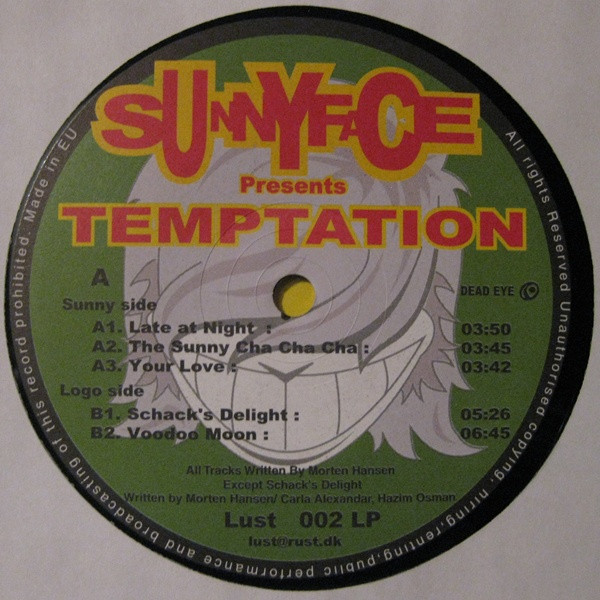 SUNNYFACE
Presents
TEMPTATION
A
DEAD EYE
Sunny side
A1. Late at Night : 03:50
A2. The Sunny Cha Cha Cha : 03:45
A3. Your Love : 03:42
Logo side
B1. Schack's Delight : 05:26
B2. Voodoo Moon : 06:45
All Tracks Written By Morten Hansen
Except Schack's Delight
Written by Morten Hansen/ Carla Alexandar, Hazim Osman
Lust 002 LP
lust@rust.dk
All rights Reserved Unauthorised copying, hiring,renting,public performance and broadcasting of this record prohibited. Made in EU